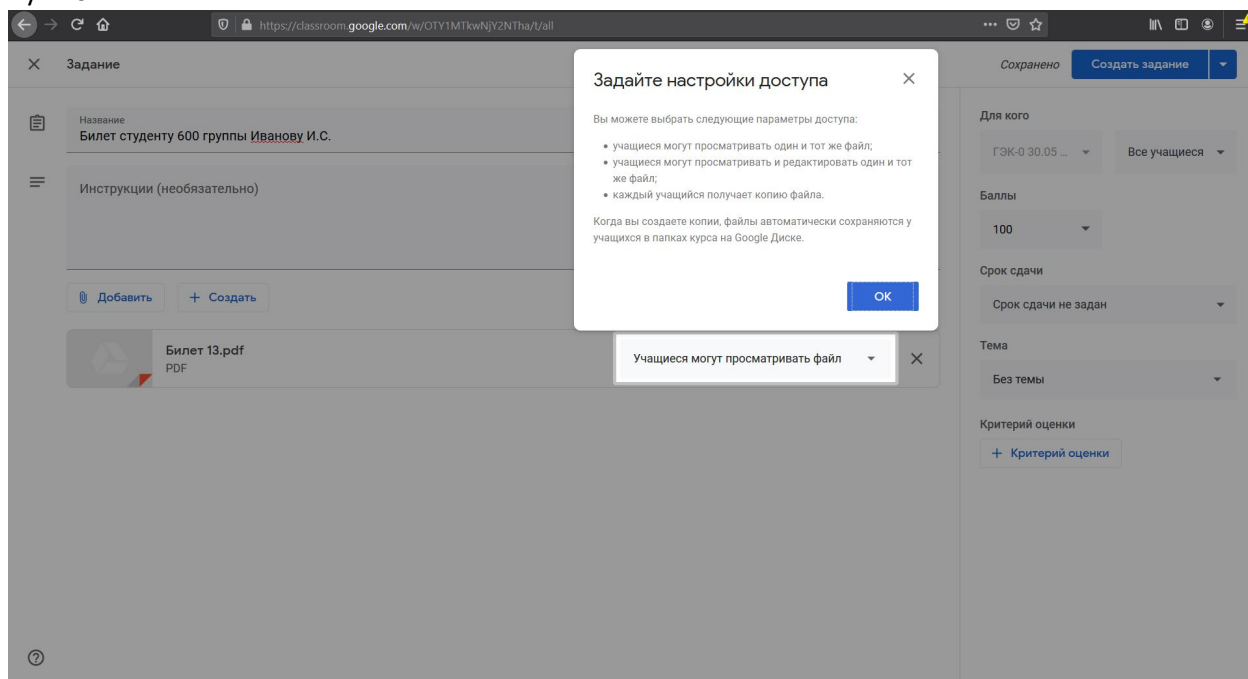 https://classroom.google.com/w/OTY1MTkwNjY2NTha/t/all
Задание
Сохранено
Создать задание
Название
Билет студенту 600 группы Иванову И.С.
Инструкции (необязательно)
Добавить
+ Создать
Билет 13.pdf
PDF
Задайте настройки доступа
Вы можете выбрать следующие параметры доступа:
• учащиеся могут просматривать один и тот же файл;
• учащиеся могут просматривать и редактировать один и тот
же файл;
• каждый учащийся получает копию файла.
Когда вы создаете копии, файлы автоматически сохраняются у
учащихся в папках курса на Google Диске.
ОК
Учащиеся могут просматривать файл
Для кого
ГЭК-0 30.05 ...
Все учащиеся
Баллы
100
Срок сдачи
Срок сдачи не задан
Тема
Без темы
Критерий оценки
+ Критерий оценки